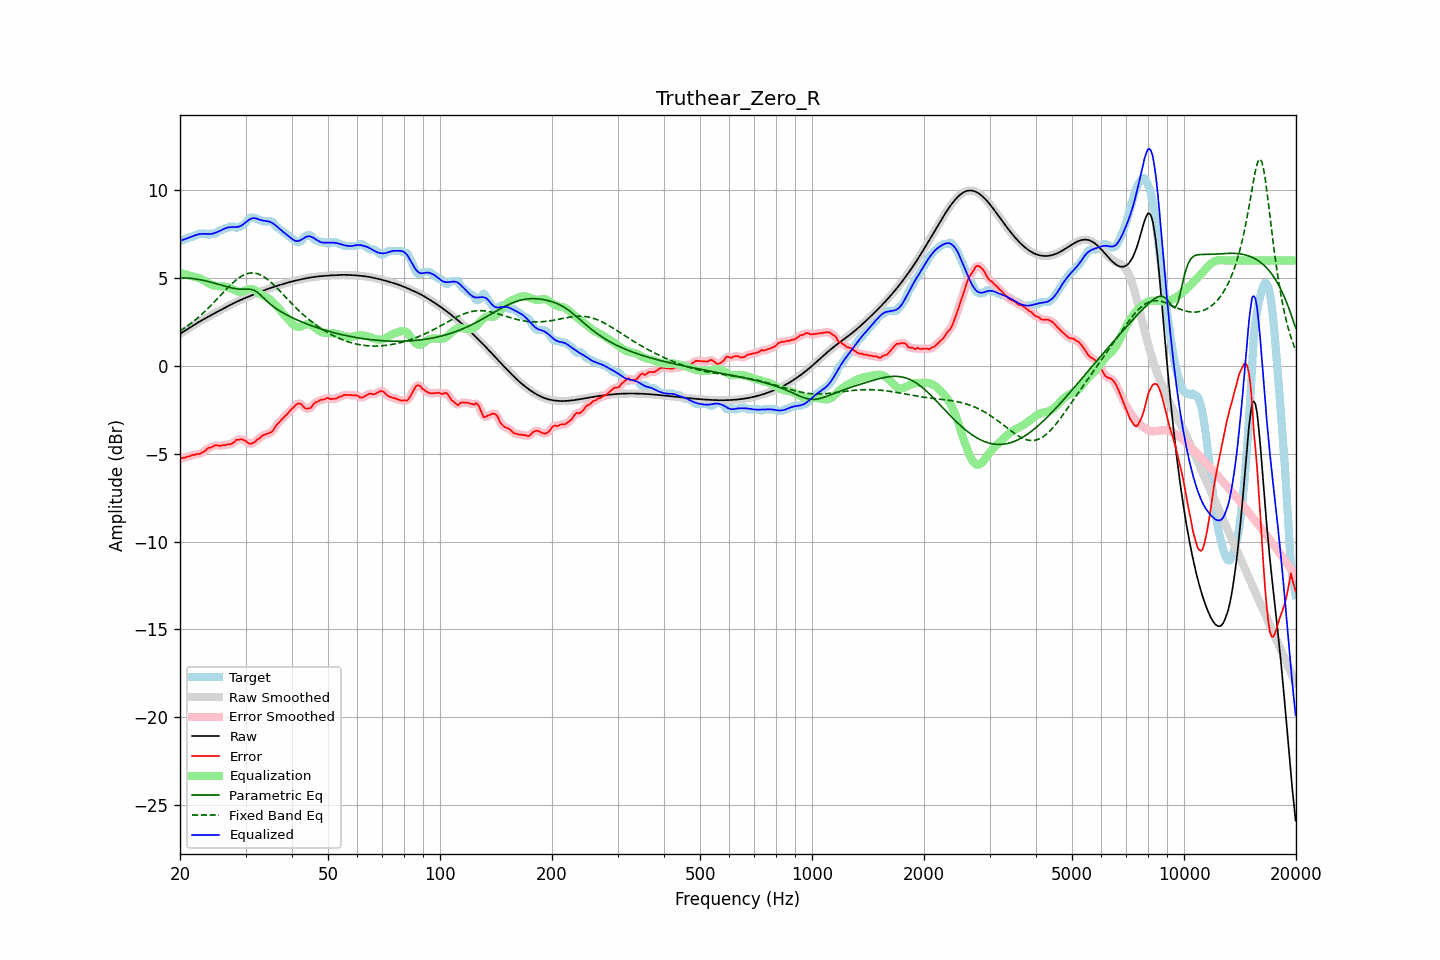 Truthear_Zero_R
Amplitude (dBr)
10
5
0
−5
−10
−15
−20
−25
Target
Raw Smoothed
Error Smoothed
Raw
Error
Equalization
Parametric Eq
Fixed Band Eq
Equalized
20 50 100 200 500 1000 2000 5000 10000 20000
Frequency (Hz)